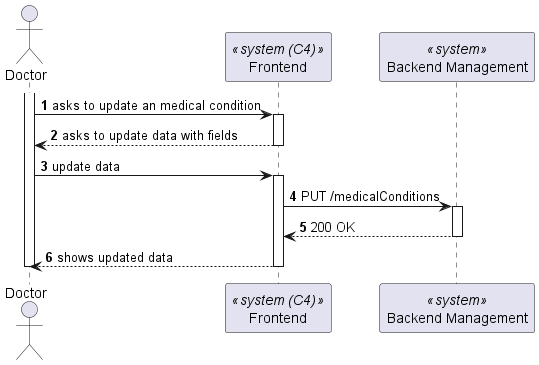 Doctor
«system (C4)»
Frontend
«system»
Backend Management
1 asks to update an medical condition
2 asks to update data with fields
3 update data
4 PUT /medicalConditions
5 200 OK
6 shows updated data
Doctor
«system (C4)»
Frontend
«system»
Backend Management